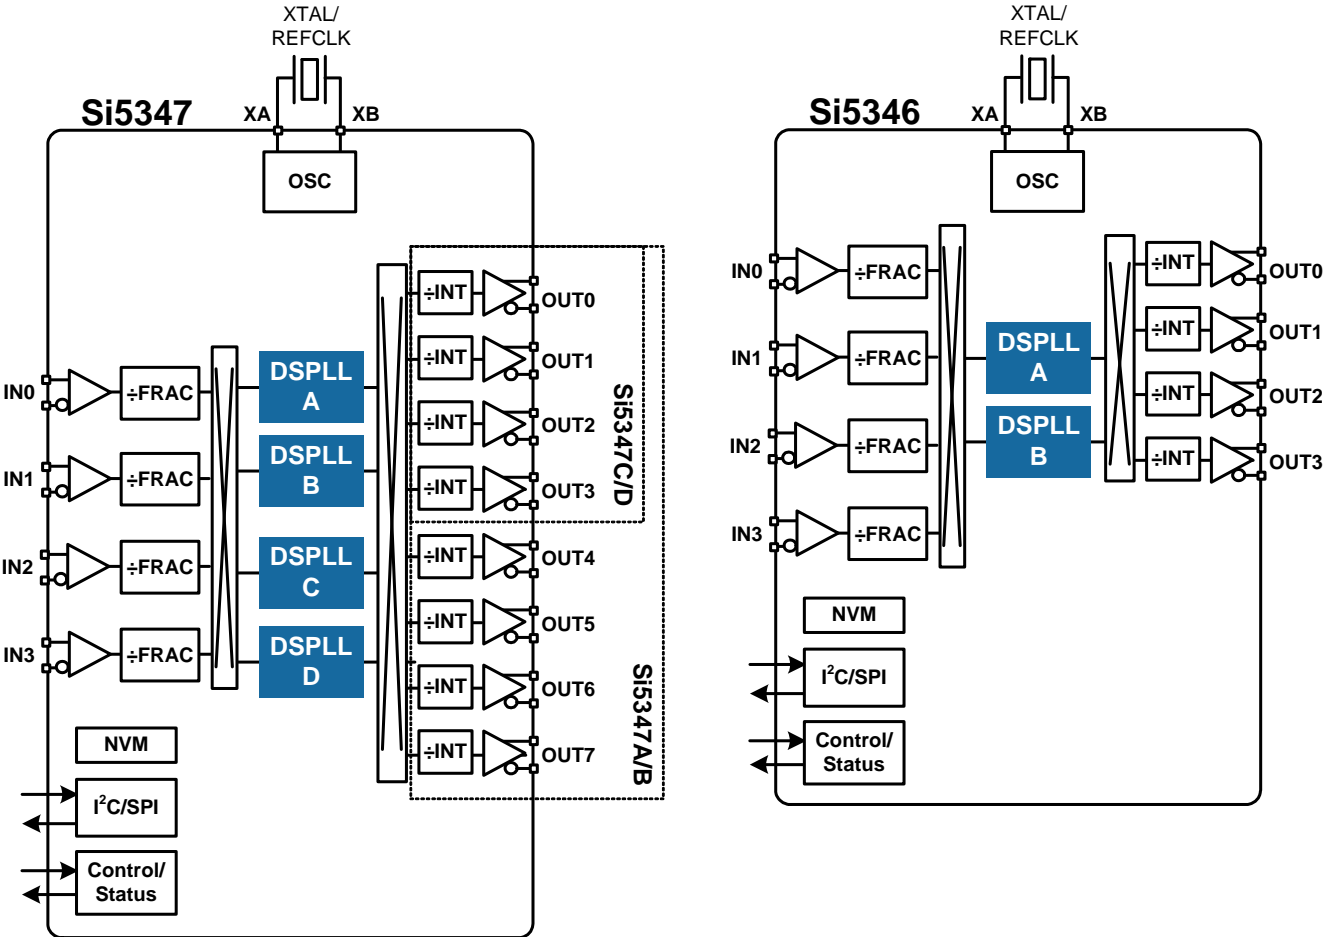 XTAL/
REFCLK
Si5347
XA
XB
OSC
IN0
÷FRAC
IN1
÷FRAC
IN2
÷FRAC
IN3
÷FRAC
DSPLL
A
DSPLL
B
DSPLL
C
DSPLL
D
÷INT
OUT0
÷INT
OUT1
÷INT
OUT2
÷INT
OUT3
÷INT
OUT4
÷INT
OUT5
÷INT
OUT6
÷INT
OUT7
Si5347C/D
Si5347A/B
NVM
I²C/SPI
Control/
Status
XTAL/
REFCLK
Si5346
XA
XB
OSC
IN0
÷FRAC
IN1
÷FRAC
IN2
÷FRAC
IN3
÷FRAC
DSPLL
A
DSPLL
B
÷INT
OUT0
÷INT
OUT1
÷INT
OUT2
÷INT
OUT3
NVM
I²C/SPI
Control/
Status